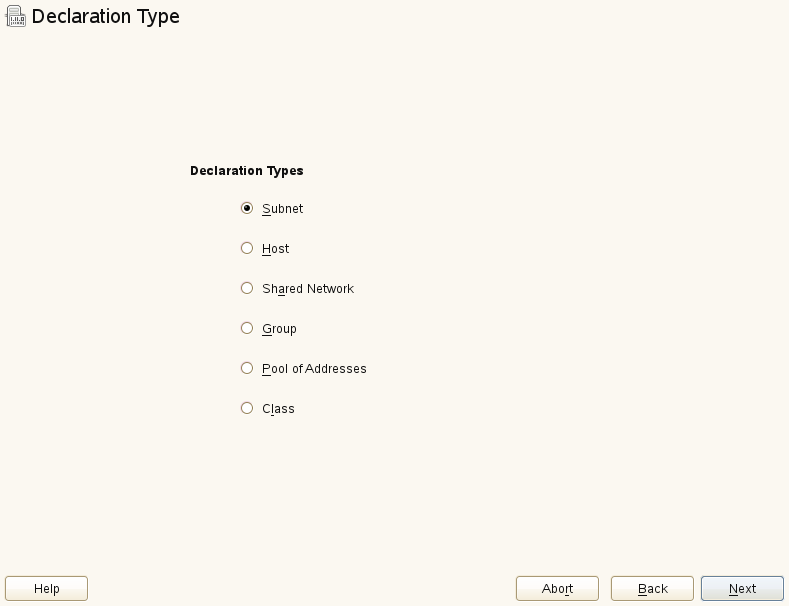 Declaration Type
Declaration Types
Subnet
Host
Shared Network
Group
Pool of Addresses
Class
Help
Abort
Back
Next